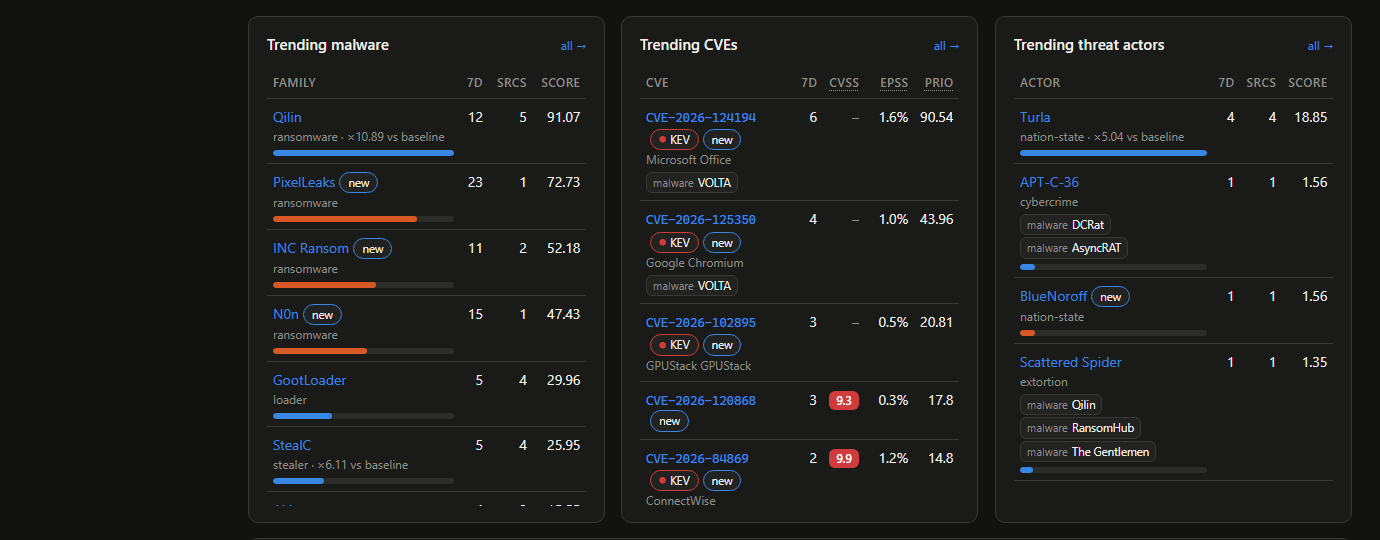 Trending malware all →
FAMILY 7D SRCS SCORE
Qilin 12 5 91.07
ransomware · ×10.89 vs baseline
PixelLeaks new 23 1 72.73
ransomware
INC Ransom new 11 2 52.18
ransomware
N0n new 15 1 47.43
ransomware
GootLoader 5 4 29.96
loader
StealC 5 4 25.95
stealer · ×6.11 vs baseline
Trending CVEs all →
CVE 7D CVSS EPSS PRIO
CVE-2026-124194 6 – 1.6% 90.54
KEV new
Microsoft Office
malware VOLTA
CVE-2026-125350 4 – 1.0% 43.96
KEV new
Google Chromium
malware VOLTA
CVE-2026-102895 3 – 0.5% 20.81
KEV new
GPUStack GPUStack
CVE-2026-120868 3 9.3 0.3% 17.8
new
CVE-2026-84869 2 9.9 1.2% 14.8
KEV new
ConnectWise
Trending threat actors all →
ACTOR 7D SRCS SCORE
Turla 4 4 18.85
nation-state · ×5.04 vs baseline
APT-C-36 1 1 1.56
cybercrime
malware DCRat
malware AsyncRAT
BlueNoroff new 1 1 1.56
nation-state
Scattered Spider 1 1 1.35
extortion
malware Qilin
malware RansomHub
malware The Gentlemen